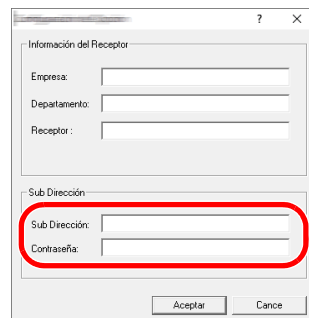 ?
Información del Receptor
Empresa:
Departamento:
Receptor :
Sub Dirección
Sub Dirección:
Contraseña:
Aceptar Cance